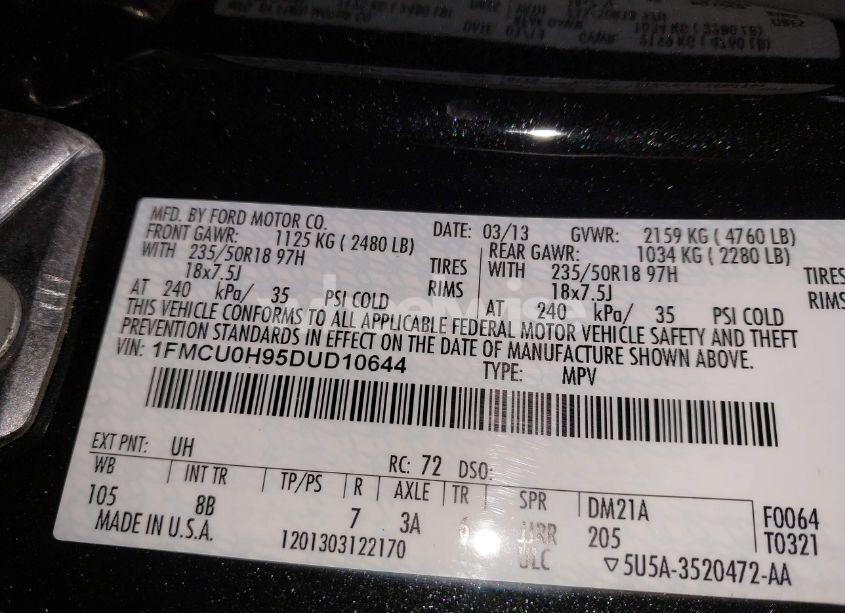 MFD. BY FORD MOTOR CO. DATE: 03/13 GVWR: 2159 KG ( 4760 LB)
FRONT GAWR: 1125 KG ( 2480 LB) REAR GAWR: 1034 KG ( 2280 LB)
WITH 235/50R18 97H TIRES WITH 235/50R18 97H TIRES
18x7.5J RIMS 18x7.5J RIMS
AT 240 kPa/ 35 PSI COLD AT 240 kPa/ 35 PSI COLD
THIS VEHICLE CONFORMS TO ALL APPLICABLE FEDERAL MOTOR VEHICLE SAFETY AND THEFT
PREVENTION STANDARDS IN EFFECT ON THE DATE OF MANUFACTURE SHOWN ABOVE.
VIN: 1FMCU0H95DUD10644 TYPE: MPV
EXT PNT: UH RC: 72 DSO:
WB INT TR TP/PS R AXLE TR SPR DM21A F0064
105 8B 7 3A 6 205 T0321
MADE IN U.S.A. 1201303122170 ULC ▽5U5A-3520472-AA